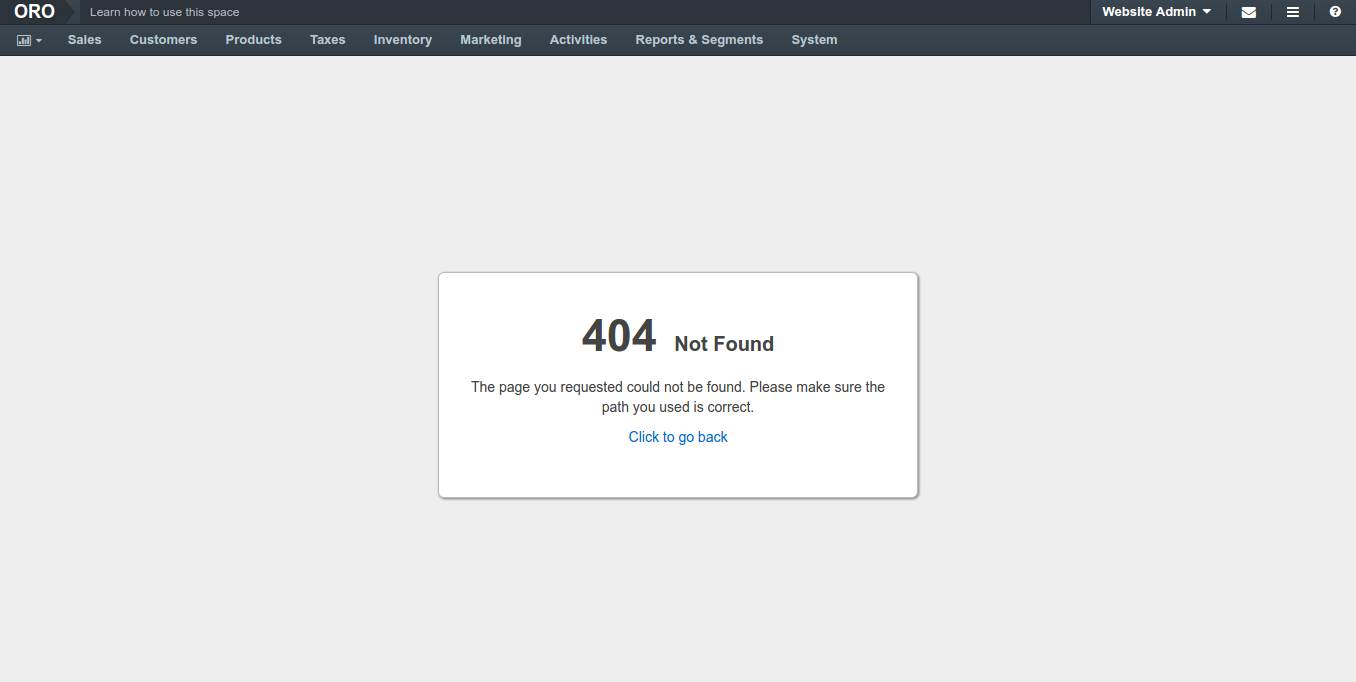 ORO Learn how to use this space Website Admin
Sales Customers Products Taxes Inventory Marketing Activities Reports & Segments System
404 Not Found
The page you requested could not be found. Please make sure the
path you used is correct.
Click to go back